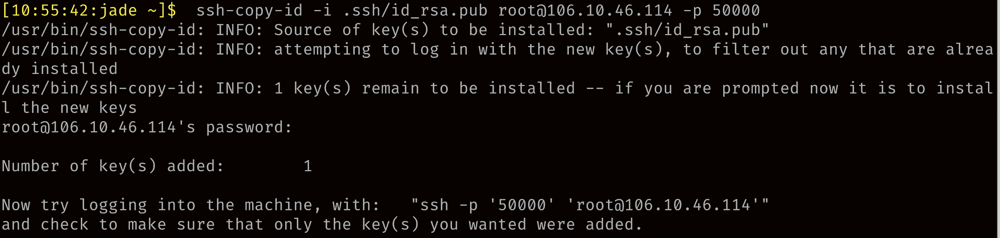 [10:55:42:jade ~]$  ssh-copy-id -i .ssh/id_rsa.pub root@106.10.46.114 -p 50000
/usr/bin/ssh-copy-id: INFO: Source of key(s) to be installed: ".ssh/id_rsa.pub"
/usr/bin/ssh-copy-id: INFO: attempting to log in with the new key(s), to filter out any that are alrea
dy installed
/usr/bin/ssh-copy-id: INFO: 1 key(s) remain to be installed -- if you are prompted now it is to instal
l the new keys
root@106.10.46.114's password:
Number of key(s) added:        1
Now try logging into the machine, with:   "ssh -p '50000' 'root@106.10.46.114'"
and check to make sure that only the key(s) you wanted were added.